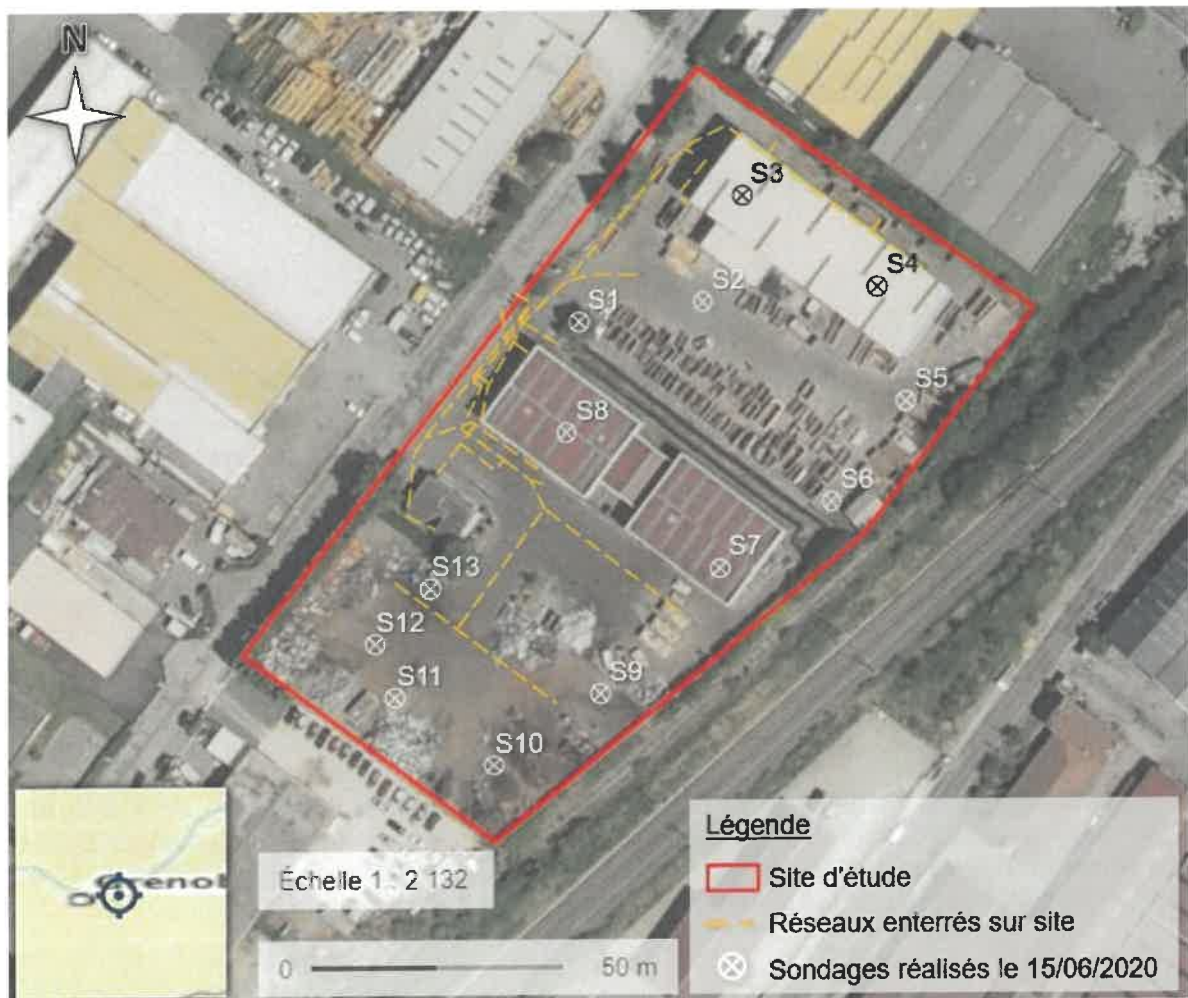 N
S3
S4
S2
S1
S5
S8
S6
S7
S13
S12
S11
S9
S10
Grenob
Échelle 1 : 2 132
0 50 m
Légende
Site d'étude
Réseaux enterrés sur site
Sondages réalisés le 15/06/2020